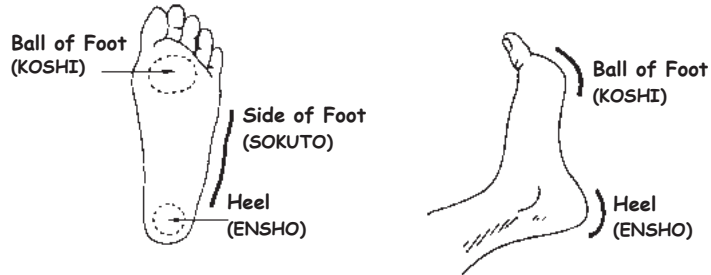 Ball of Foot
(KOSHI)
Side of Foot
(SOKUTO)
Heel
(ENSHO)
Ball of Foot
(KOSHI)
Heel
(ENSHO)